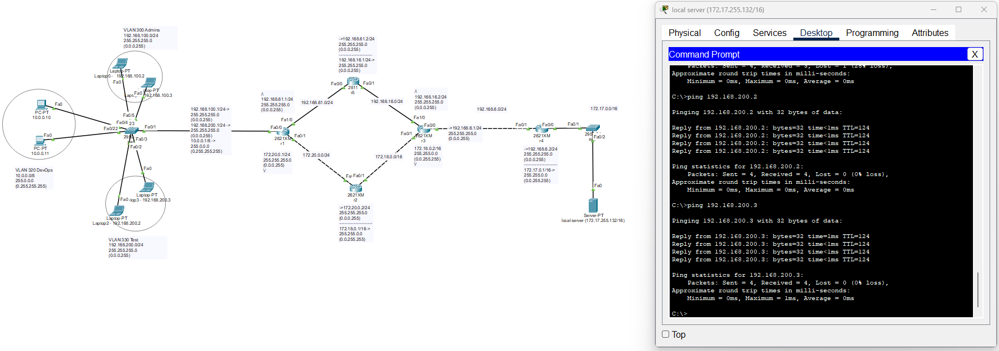 VLAN 300 Admins
192.168.100.0/24
255.255.255.0
(0.0.0.255)
Laptop-PT
Laptop0 - 192.168.100.2
Fa0
ptop-PT
Fa0
192.168.100.3
PC-PT
10.0.0.10
Fa0
PC-PT
10.0.0.11
Fa0
VLAN 320 DevOps
10.0.0.0/8
255.0.0.0
(0.255.255.255)
Fa0/5
Fa0/4
23
Fa0/22
Fa0/1
Fa0/3
Fa0/2
Fa0
Laptop-PT
Fa0
top3 - 192.168.200.3
Laptop-PT
Laptop2 - 192.168.200.2
VLAN 330 Test
192.168.200.0/24
255.255.255.0
(0.0.0.255)
192.168.100.1/24->
255.255.255.0
(0.0.0.255)
192.168.200.1/24 ->
255.255.255.0
(0.0.0.255)
10.0.0.1/8 ->
255.0.0.0
(0.255.255.255)
/\
192.168.61.1/24
255.255.255.0
(0.0.0.255)
Fa1/0
Fa0/0
Fa0/1
2621XM
r1
172.20.0.1/24
255.255.255.0
(0.0.0.255)
V
->192.168.61.2/24
255.255.255.0
(0.0.0.255)
192.168.16.1/24->
255.255.255.0
(0.0.0.255)
Fa0/0
Fa0/1
2811
r5
192.168.61.0/24
192.168.16.0/24
172.20.0.0/24
172.18.0.0/16
Fa0/1
2621XM
r2
->172.20.0.2/24
255.255.255.0
(0.0.0.255)
172.18.0.1/16->
255.255.0.0
(0.0.255.255)
/\
192.168.16.2/24
255.255.255.0
(0.0.0.255)
Fa1/0
Fa0/0
Fa0/1
2621XM
r3
->192.168.6.1/24
255.255.255.0
(0.0.0.255)
172.18.0.2/16
255.255.0.0
(0.0.255.255)
V
192.168.6.0/24
Fa0/1
Fa0/0
2621XM
r4
->192.168.6.2/24
255.255.255.0
(0.0.0.255)
172.17.0.1/16->
255.255.0.0
(0.0.255.255)
172.17.0.0/16
Fa0/1
Fa0/2
Fa0
Server-PT
local server (172.17.255.132/16)
local server (172.17.255.132/16)
Physical Config Services Desktop Programming Attributes
Command Prompt X
Packets: Sent = 4, Received = 3, Lost = 1 (25% loss),
Approximate round trip times in milli-seconds:
Minimum = 0ms, Maximum = 0ms, Average = 0ms
C:\>ping 192.168.200.2
Pinging 192.168.200.2 with 32 bytes of data:
Reply from 192.168.200.2: bytes=32 time<1ms TTL=124
Reply from 192.168.200.2: bytes=32 time<1ms TTL=124
Reply from 192.168.200.2: bytes=32 time<1ms TTL=124
Reply from 192.168.200.2: bytes=32 time<1ms TTL=124
Ping statistics for 192.168.200.2:
Packets: Sent = 4, Received = 4, Lost = 0 (0% loss),
Approximate round trip times in milli-seconds:
Minimum = 0ms, Maximum = 0ms, Average = 0ms
C:\>ping 192.168.200.3
Pinging 192.168.200.3 with 32 bytes of data:
Reply from 192.168.200.3: bytes=32 time=1ms TTL=124
Reply from 192.168.200.3: bytes=32 time<1ms TTL=124
Reply from 192.168.200.3: bytes=32 time<1ms TTL=124
Reply from 192.168.200.3: bytes=32 time<1ms TTL=124
Ping statistics for 192.168.200.3:
Packets: Sent = 4, Received = 4, Lost = 0 (0% loss),
Approximate round trip times in milli-seconds:
Minimum = 0ms, Maximum = 1ms, Average = 0ms
C:\>
Top